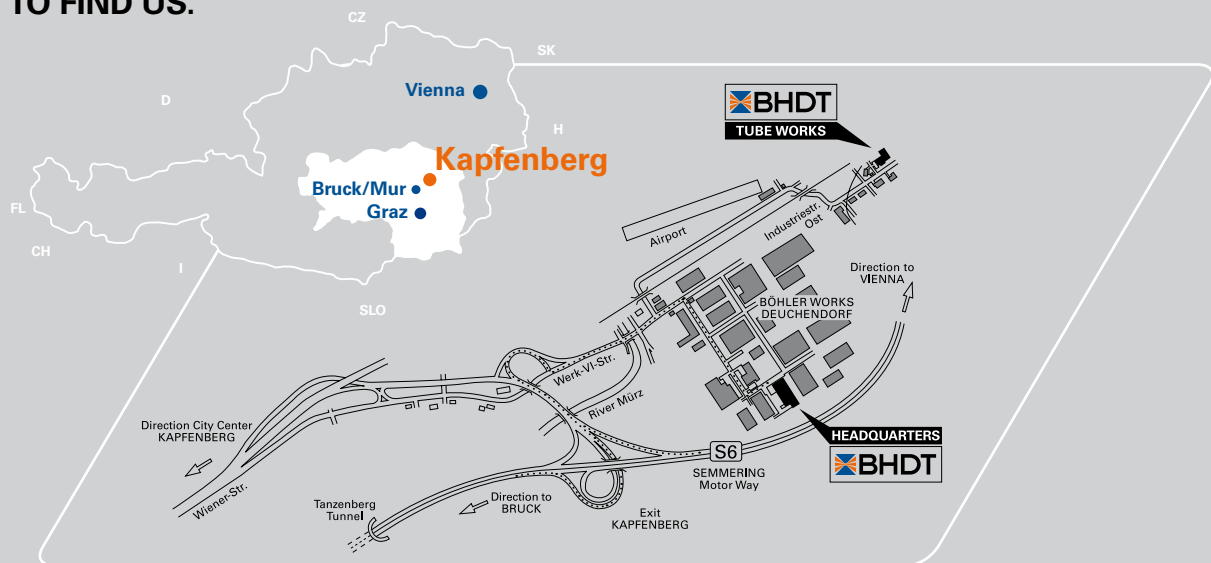 TO FIND US.
CZ
SK
Vienna
D
H
Kapfenberg
Bruck/Mur
Graz
FL
CH
I
SLO
BHDT
TUBE WORKS
Airport
Industriestr.
Ost
Direction to
VIENNA
BÖHLER WORKS
DEUCHENDORF
Werk-VI-Str.
River Mürz
Direction City Center
KAPFENBERG
Wiener-Str.
HEADQUARTERS
BHDT
S6
SEMMERING
Motor Way
Direction to
BRUCK
Exit
KAPFENBERG
Tanzenberg
Tunnel